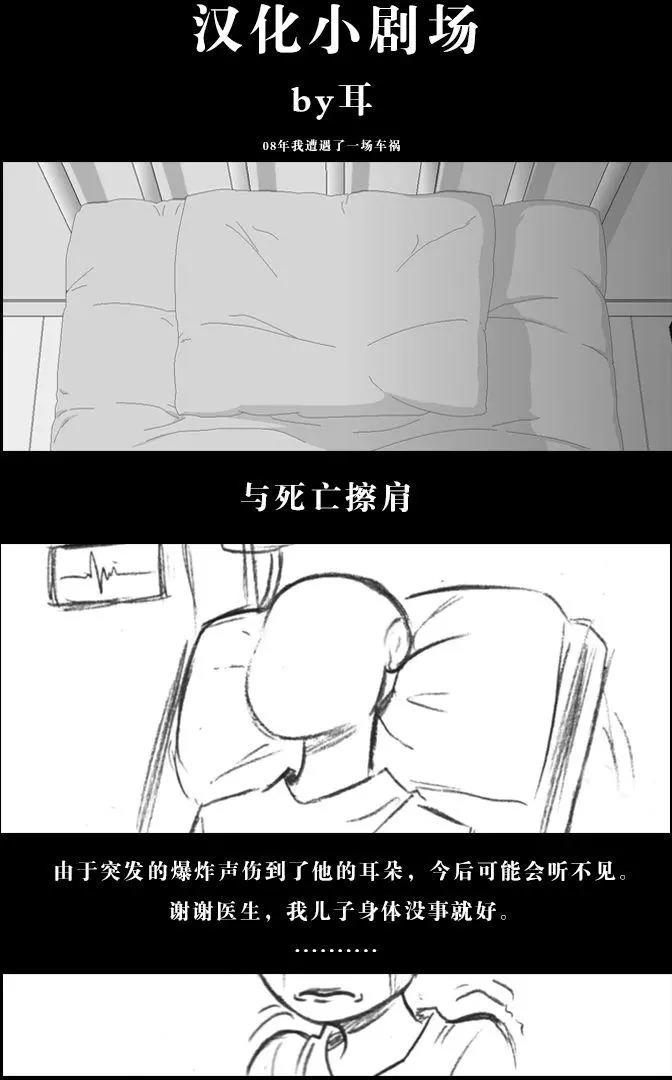 汉化小剧场
by耳
08年我遭遇了一场车祸
与死亡擦肩
由于突发的爆炸声伤到了他的耳朵，今后可能会听不见。
谢谢医生，我儿子身体没事就好。
..........